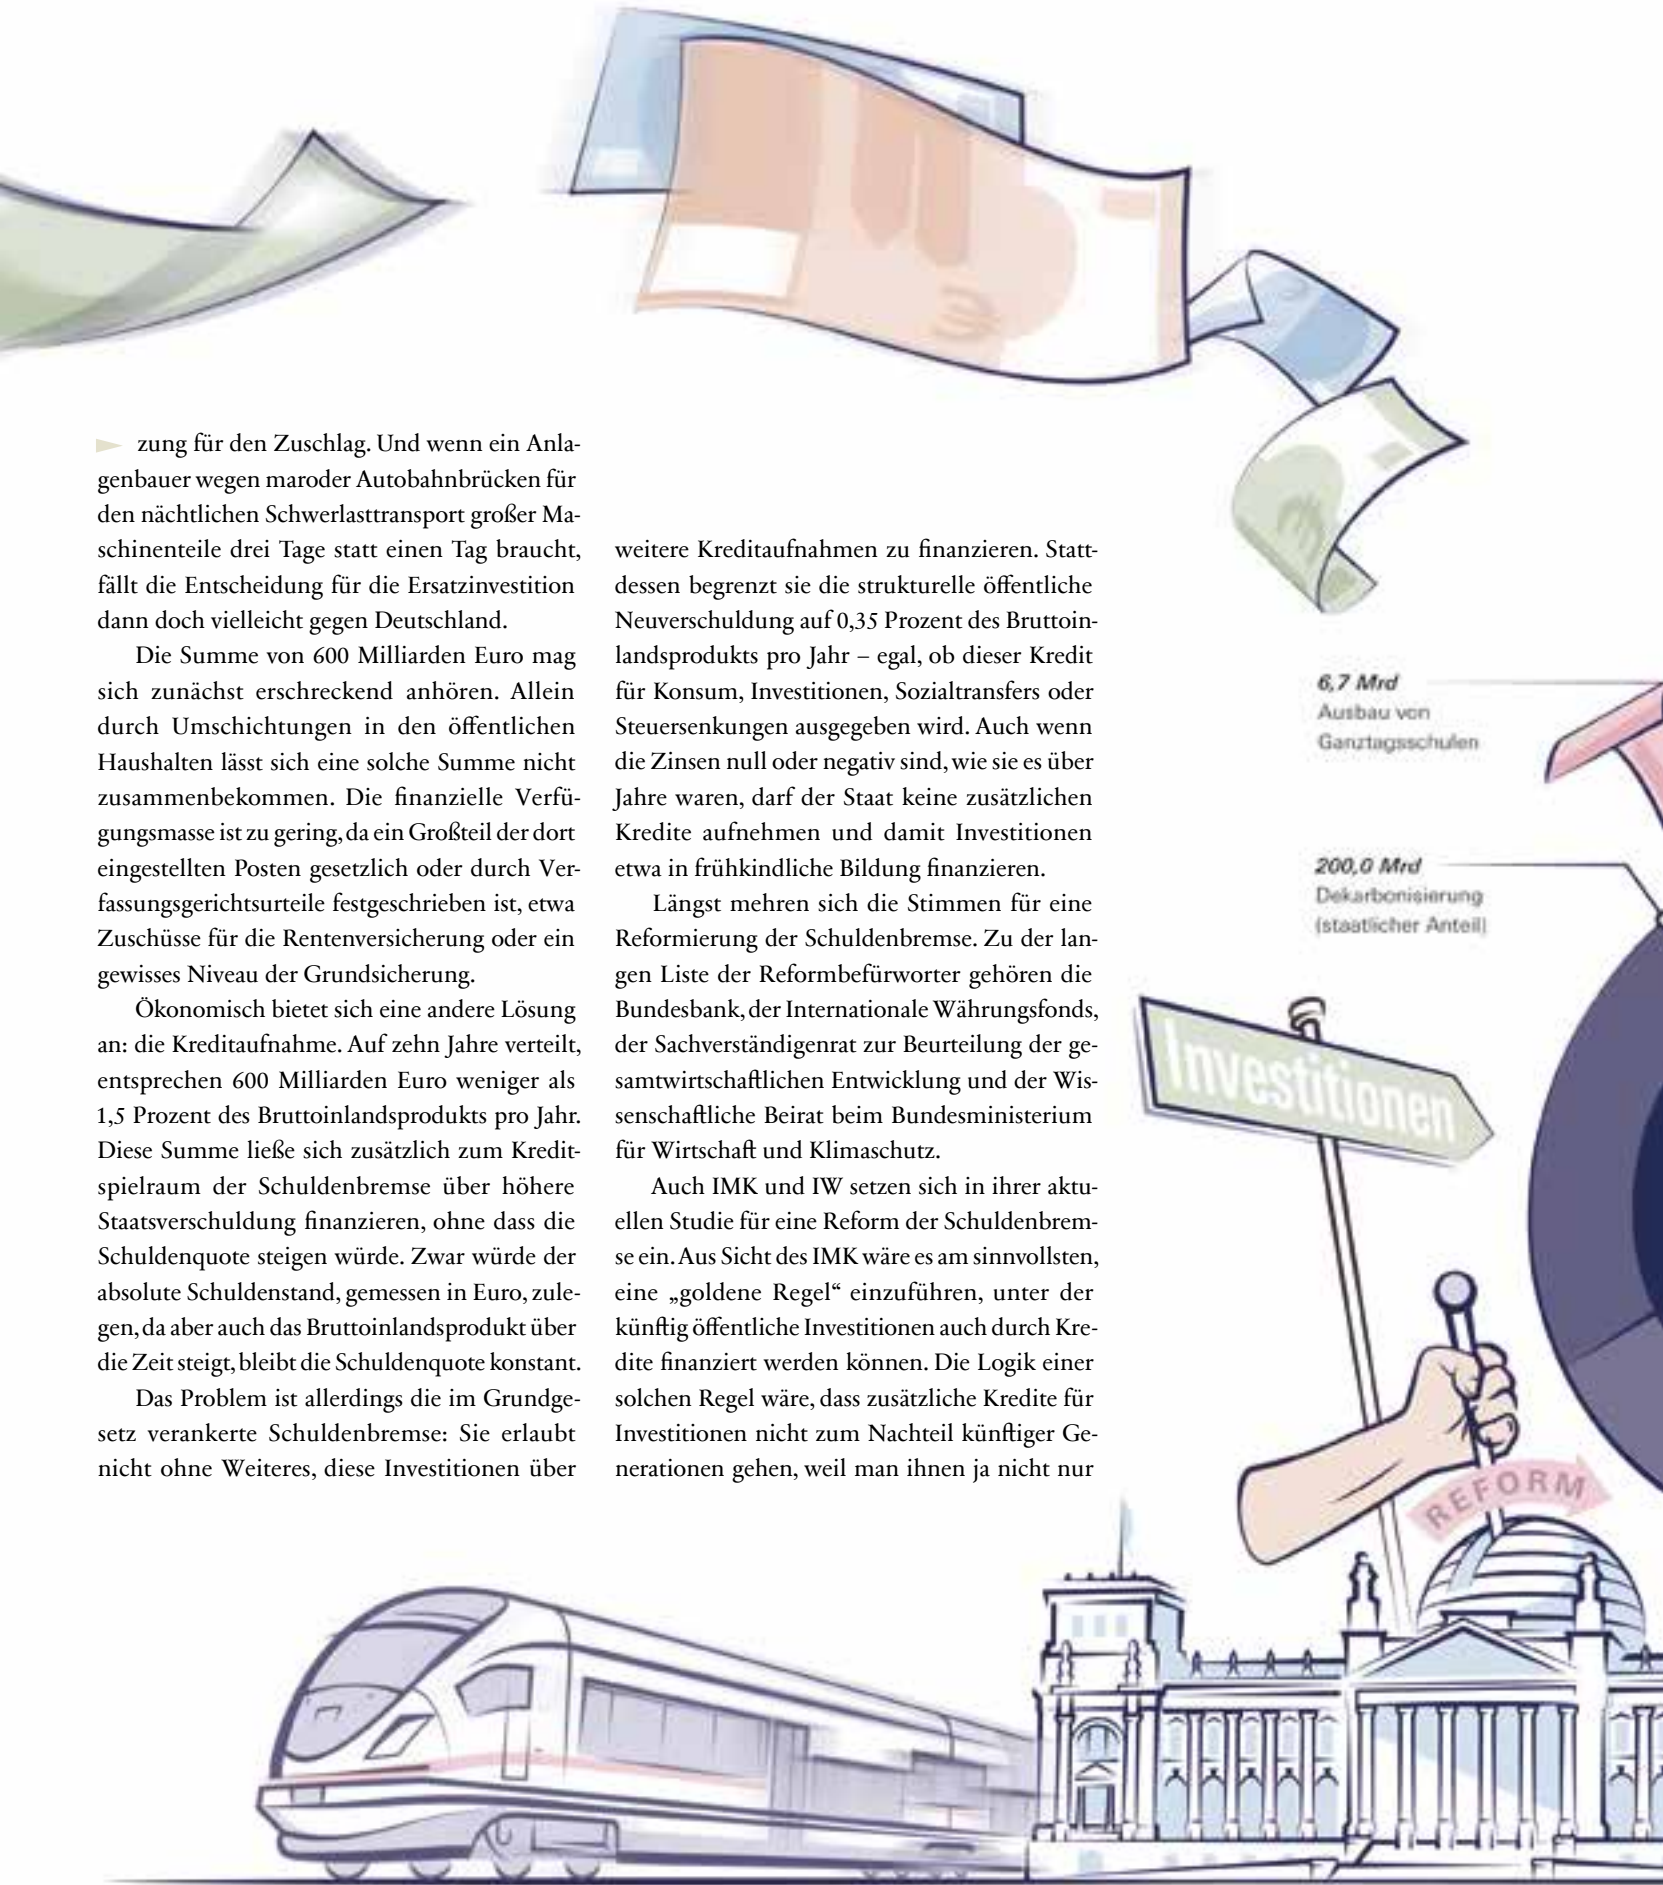 zung für den Zuschlag. Und wenn ein Anla-
genbauer wegen maroder Autobahnbrücken für
den nächtlichen Schwerlasttransport großer Ma-
schinenteile drei Tage statt einen Tag braucht,
fällt die Entscheidung für die Ersatzinvestition
dann doch vielleicht gegen Deutschland.
Die Summe von 600 Milliarden Euro mag
sich zunächst erschreckend anhören. Allein
durch Umschichtungen in den öffentlichen
Haushalten lässt sich eine solche Summe nicht
zusammenbekommen. Die finanzielle Verfü-
gungsmasse ist zu gering, da ein Großteil der dort
eingestellten Posten gesetzlich oder durch Ver-
fassungsgerichtsurteile festgeschrieben ist, etwa
Zuschüsse für die Rentenversicherung oder ein
gewisses Niveau der Grundsicherung.
Ökonomisch bietet sich eine andere Lösung
an: die Kreditaufnahme. Auf zehn Jahre verteilt,
entsprechen 600 Milliarden Euro weniger als
1,5 Prozent des Bruttoinlandsprodukts pro Jahr.
Diese Summe ließe sich zusätzlich zum Kredit-
spielraum der Schuldenbremse über höhere
Staatsverschuldung finanzieren, ohne dass die
Schuldenquote steigen würde. Zwar würde der
absolute Schuldenstand, gemessen in Euro, zule-
gen, da aber auch das Bruttoinlandsprodukt über
die Zeit steigt, bleibt die Schuldenquote konstant.
Das Problem ist allerdings die im Grundge-
setz verankerte Schuldenbremse: Sie erlaubt
nicht ohne Weiteres, diese Investitionen über
weitere Kreditaufnahmen zu finanzieren. Statt-
dessen begrenzt sie die strukturelle öffentliche
Neuverschuldung auf 0,35 Prozent des Bruttoin-
landsprodukts pro Jahr – egal, ob dieser Kredit
für Konsum, Investitionen, Sozialtransfers oder
Steuersenkungen ausgegeben wird. Auch wenn
die Zinsen null oder negativ sind, wie sie es über
Jahre waren, darf der Staat keine zusätzlichen
Kredite aufnehmen und damit Investitionen
etwa in frühkindliche Bildung finanzieren.
Längst mehren sich die Stimmen für eine
Reformierung der Schuldenbremse. Zu der lan-
gen Liste der Reformbefürworter gehören die
Bundesbank, der Internationale Währungsfonds,
der Sachverständigenrat zur Beurteilung der ge-
samtwirtschaftlichen Entwicklung und der Wis-
senschaftliche Beirat beim Bundesministerium
für Wirtschaft und Klimaschutz.
Auch IMK und IW setzen sich in ihrer aktu-
ellen Studie für eine Reform der Schuldenbrem-
se ein. Aus Sicht des IMK wäre es am sinnvollsten,
eine „goldene Regel“ einzuführen, unter der
künftig öffentliche Investitionen auch durch Kre-
dite finanziert werden können. Die Logik einer
solchen Regel wäre, dass zusätzliche Kredite für
Investitionen nicht zum Nachteil künftiger Ge-
nerationen gehen, weil man ihnen ja nicht nur
6,7 Mrd
Ausbau von
Ganztagsschulen
200,0 Mrd
Dekarbonisierung
(staatlicher Anteil)
Investitionen
REFORM